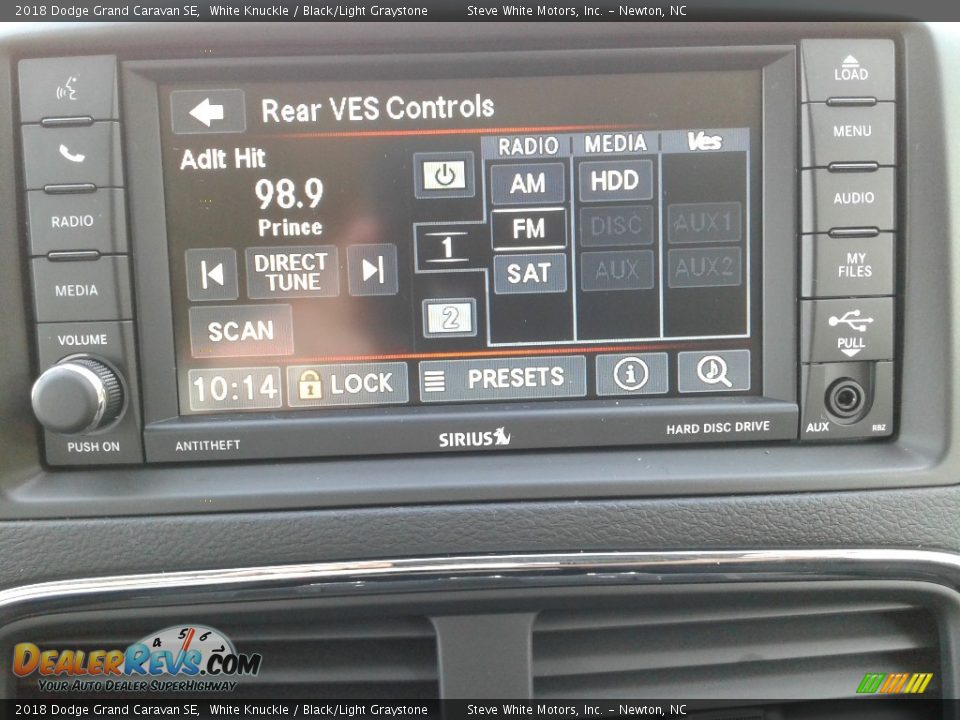 2018 Dodge Grand Caravan SE, White Knuckle / Black/Light Graystone Steve White Motors, Inc. - Newton, NC
Rear VES Controls
Adlt Hit
98.9
Prince
DIRECT
TUNE
SCAN
10:14
LOCK
PRESETS
1
2
RADIO MEDIA Ves
AM HDD
FM DISC AUX1
SAT AUX AUX2
RADIO
MEDIA
VOLUME
PUSH ON
ANTITHEFT
SIRIUS
HARD DISC DRIVE
LOAD
MENU
AUDIO
MY
FILES
PULL
AUX
RBZ
4 5 6
DealerRevs.com
Your Auto Dealer SuperHighway
2018 Dodge Grand Caravan SE, White Knuckle / Black/Light Graystone Steve White Motors, Inc. - Newton, NC